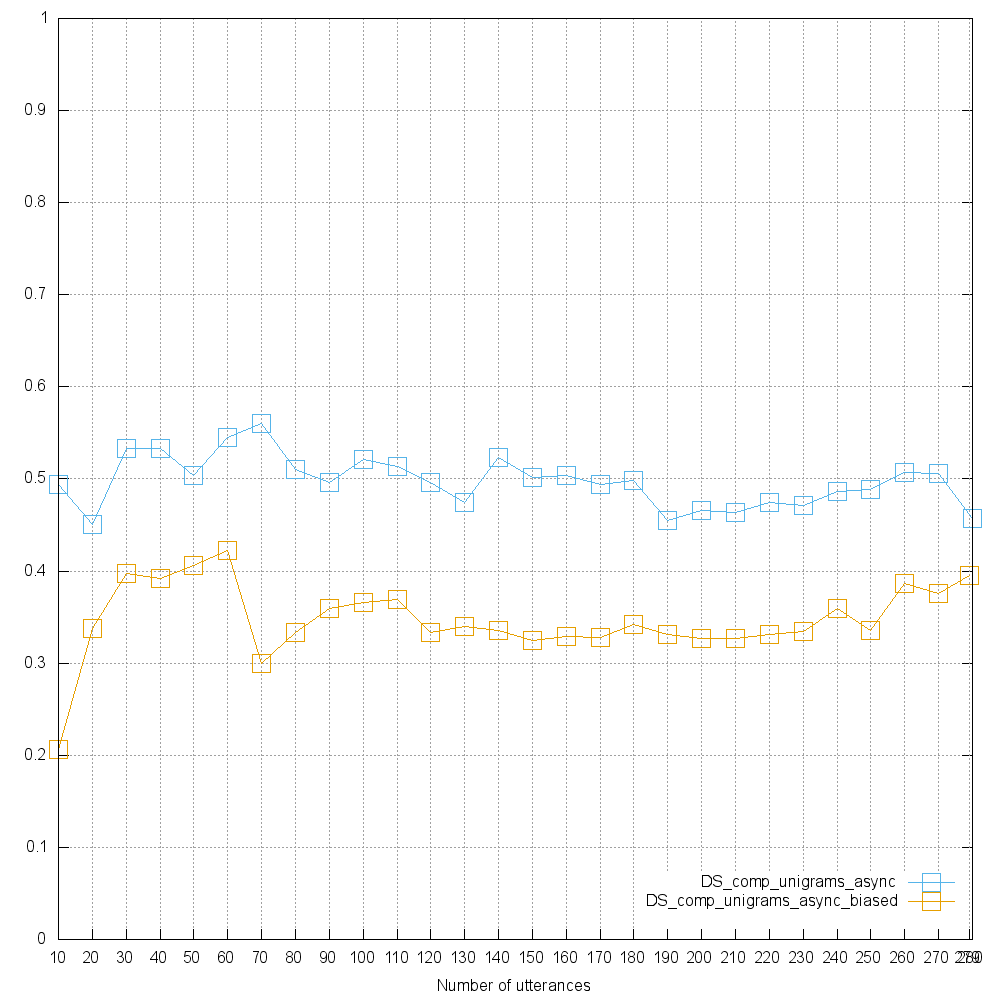 1
0.9
0.8
0.7
0.6
0.5
0.4
0.3
0.2
0.1
0
DS_comp_unigrams_async
DS_comp_unigrams_async_biased
10 20 30 40 50 60 70 80 90 100 110 120 130 140 150 160 170 180 190 200 210 220 230 240 250 260 270 279 280
Number of utterances